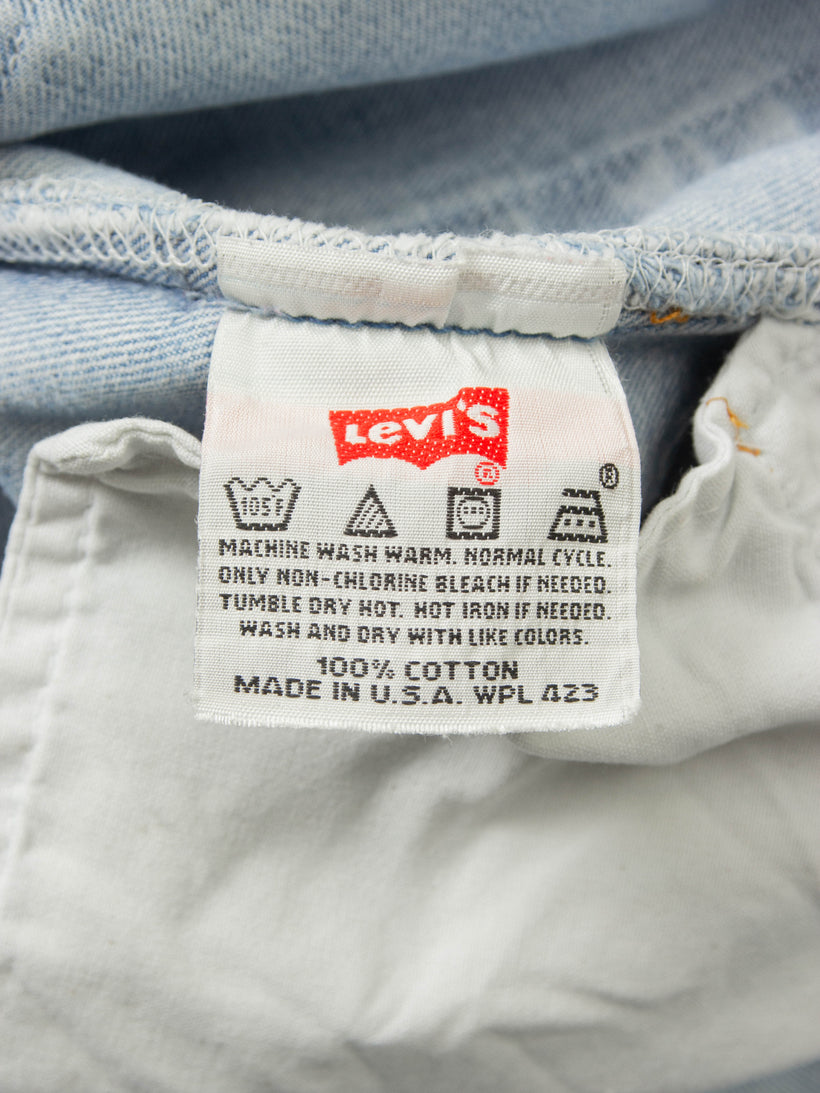 Levi's
®
®
105F
MACHINE WASH WARM. NORMAL CYCLE.
ONLY NON-CHLORINE BLEACH IF NEEDED.
TUMBLE DRY HOT. HOT IRON IF NEEDED.
WASH AND DRY WITH LIKE COLORS.
100% COTTON
MADE IN U.S.A. WPL 423